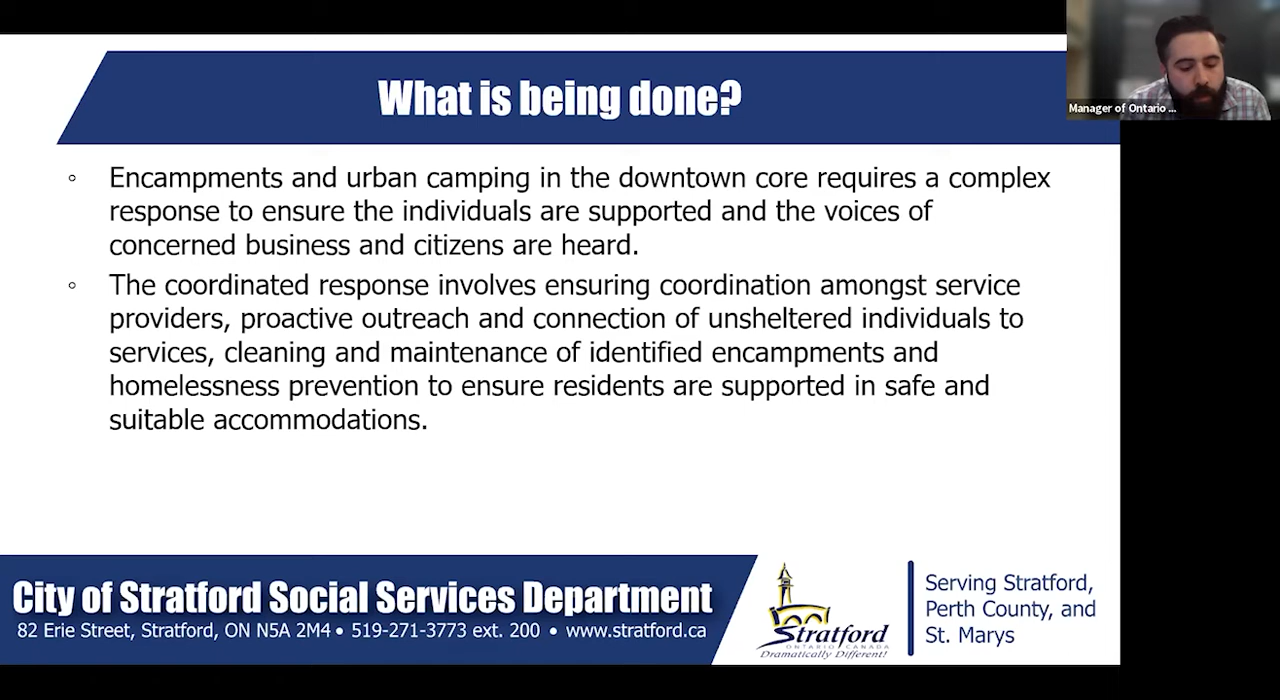 What is being done?
Manager of Ontario ...
◦ Encampments and urban camping in the downtown core requires a complex
response to ensure the individuals are supported and the voices of
concerned business and citizens are heard.
◦ The coordinated response involves ensuring coordination amongst service
providers, proactive outreach and connection of unsheltered individuals to
services, cleaning and maintenance of identified encampments and
homelessness prevention to ensure residents are supported in safe and
suitable accommodations.
City of Stratford Social Services Department
82 Erie Street, Stratford, ON N5A 2M4 • 519-271-3773 ext. 200 • www.stratford.ca
Stratford
ONTARIO CANADA
Dramatically Different!
Serving Stratford,
Perth County, and
St. Marys